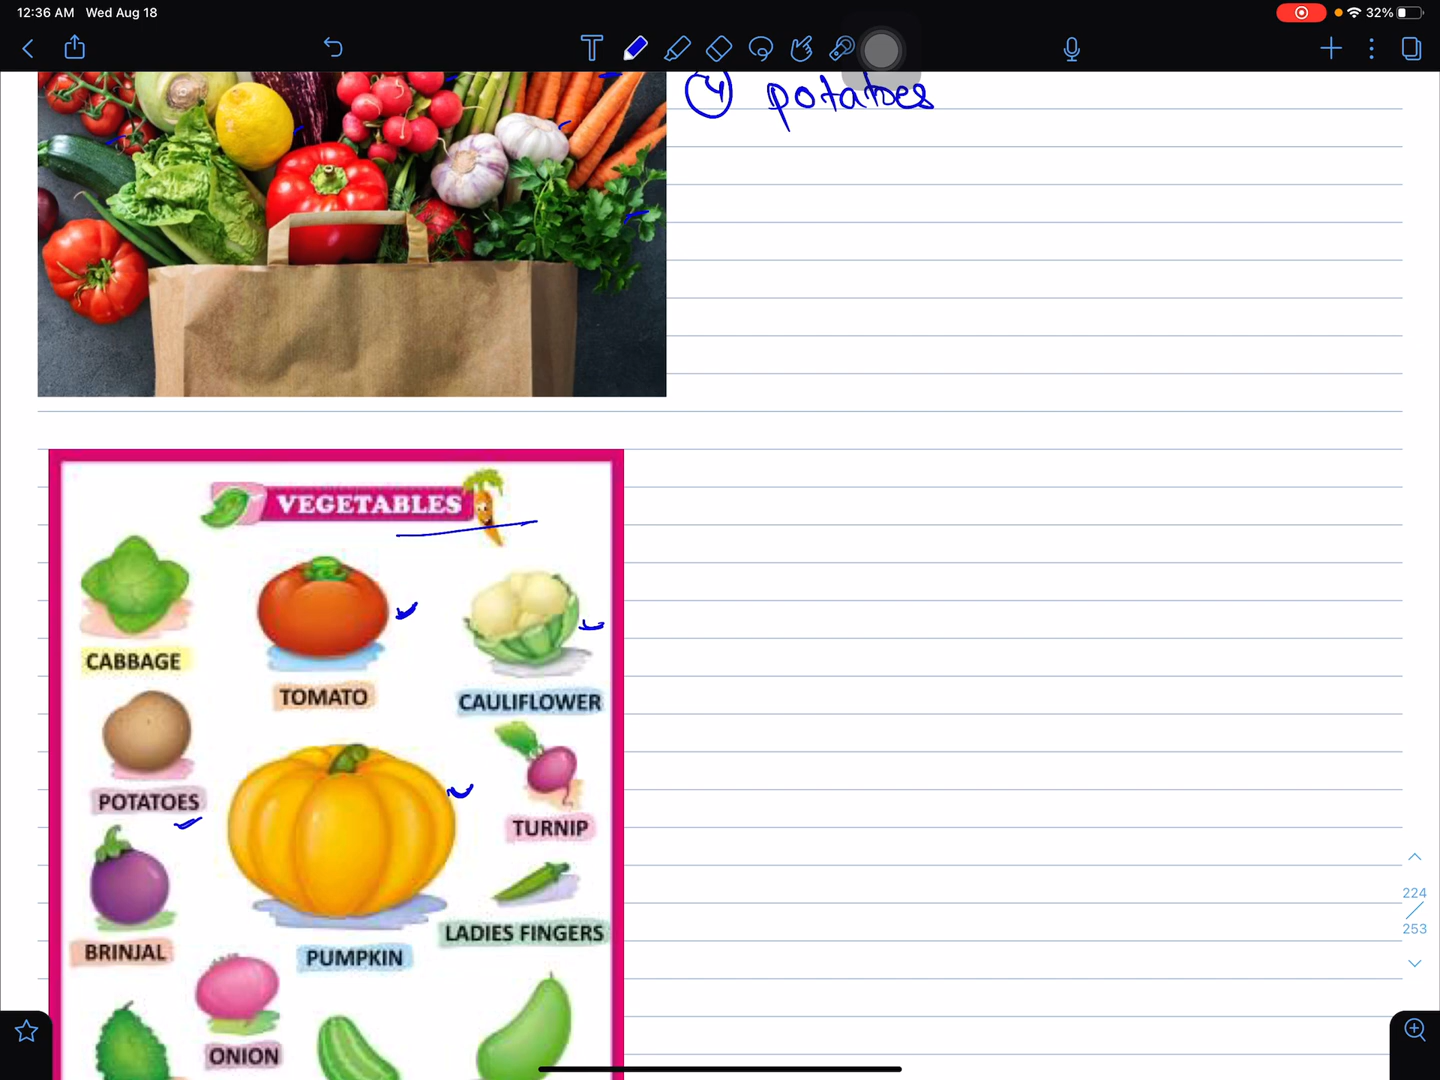 12:36 AM Wed Aug 18
32%
④ potatoes
VEGETABLES
CABBAGE
TOMATO
CAULIFLOWER
POTATOES
TURNIP
BRINJAL
PUMPKIN
LADIES FINGERS
ONION
224
253